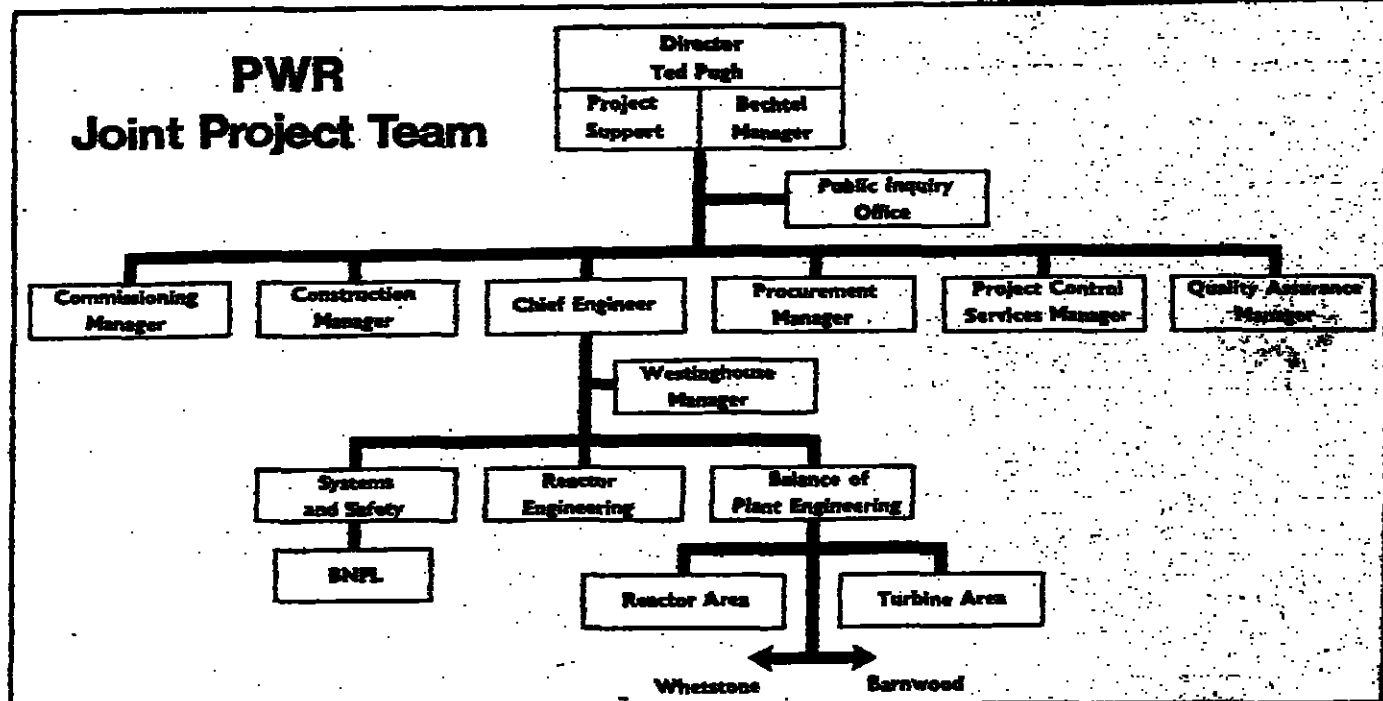 PWR
Joint Project Team
Director
Ted Pugh
Project
Support
Bechtel
Manager
Public Inquiry
Office
Commissioning
Manager
Construction
Manager
Chief Engineer
Procurement
Manager
Project Control
Services Manager
Quality Assurance
Manager
Westinghouse
Manager
Systems
and Safety
Reactor
Engineering
Balance of
Plant Engineering
BNFL
Reactor Area
Turbine Area
Whetstone
Barnwood